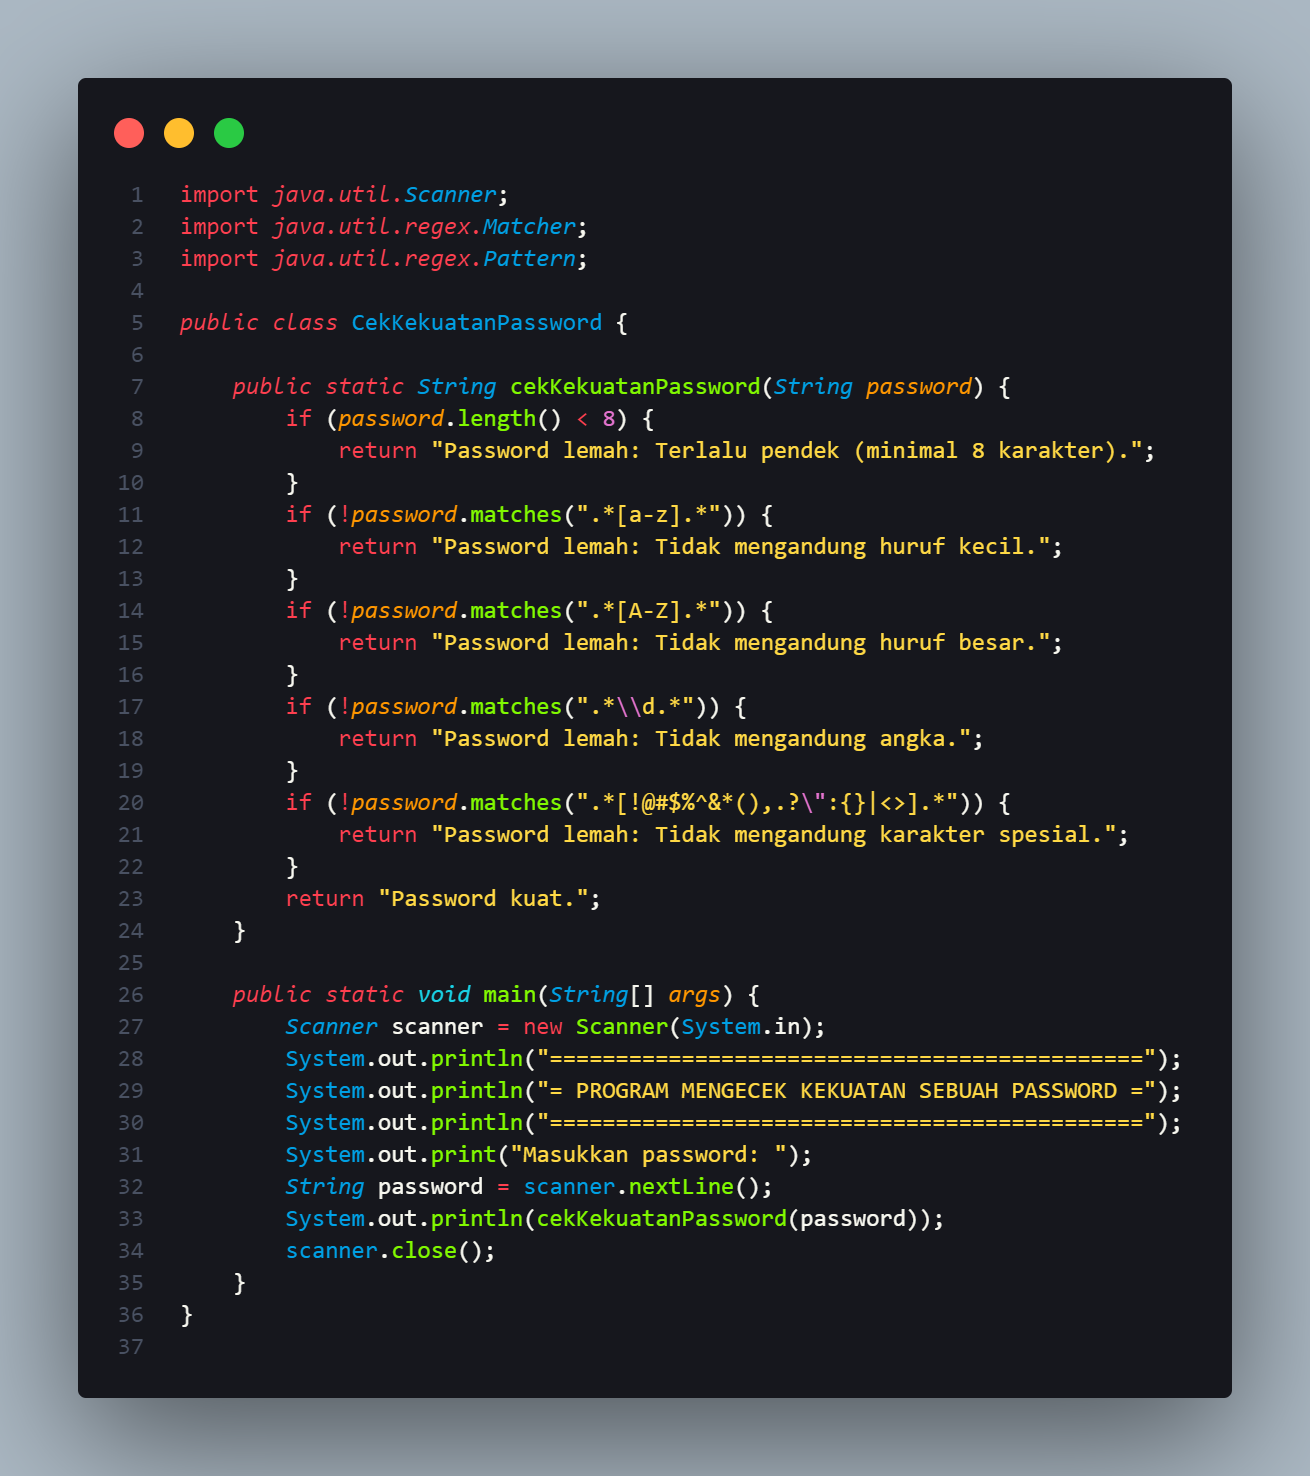 1 import java.util.Scanner;
2 import java.util.regex.Matcher;
3 import java.util.regex.Pattern;
4
5 public class CekKekuatanPassword {
6
7     public static String cekKekuatanPassword(String password) {
8         if (password.length() < 8) {
9             return "Password lemah: Terlalu pendek (minimal 8 karakter).";
10         }
11         if (!password.matches(".*[a-z].*")) {
12             return "Password lemah: Tidak mengandung huruf kecil.";
13         }
14         if (!password.matches(".*[A-Z].*")) {
15             return "Password lemah: Tidak mengandung huruf besar.";
16         }
17         if (!password.matches(".*\\d.*")) {
18             return "Password lemah: Tidak mengandung angka.";
19         }
20         if (!password.matches(".*[!@#$%^&*(),.?\":{}|<>].*")) {
21             return "Password lemah: Tidak mengandung karakter spesial.";
22         }
23         return "Password kuat.";
24     }
25
26     public static void main(String[] args) {
27         Scanner scanner = new Scanner(System.in);
28         System.out.println("=============================================");
29         System.out.println("= PROGRAM MENGECEK KEKUATAN SEBUAH PASSWORD =");
30         System.out.println("=============================================");
31         System.out.print("Masukkan password: ");
32         String password = scanner.nextLine();
33         System.out.println(cekKekuatanPassword(password));
34         scanner.close();
35     }
36 }
37